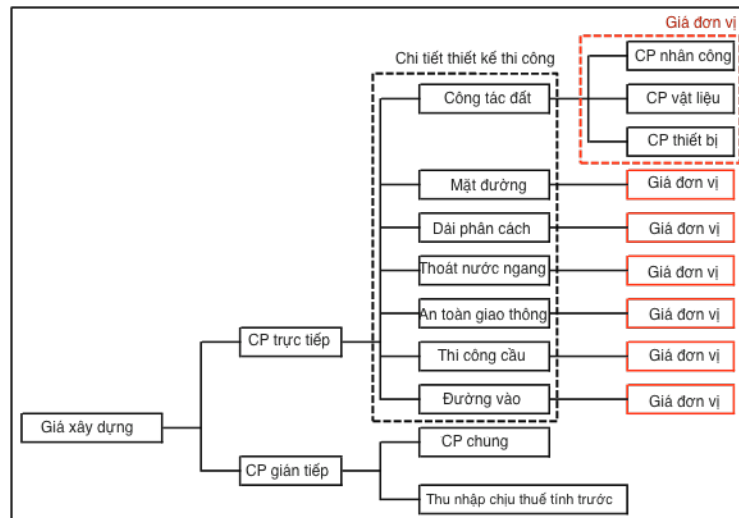 Giá đơn vị
Chi tiết thiết kế thi công
CP nhân công
Công tác đất
CP vật liệu
CP thiết bị
Mặt đường
Giá đơn vị
Dải phân cách
Giá đơn vị
Thoát nước ngang
Giá đơn vị
An toàn giao thông
Giá đơn vị
CP trực tiếp
Thi công cầu
Giá đơn vị
Đường vào
Giá đơn vị
Giá xây dựng
CP chung
CP gián tiếp
Thu nhập chịu thuế tính trước